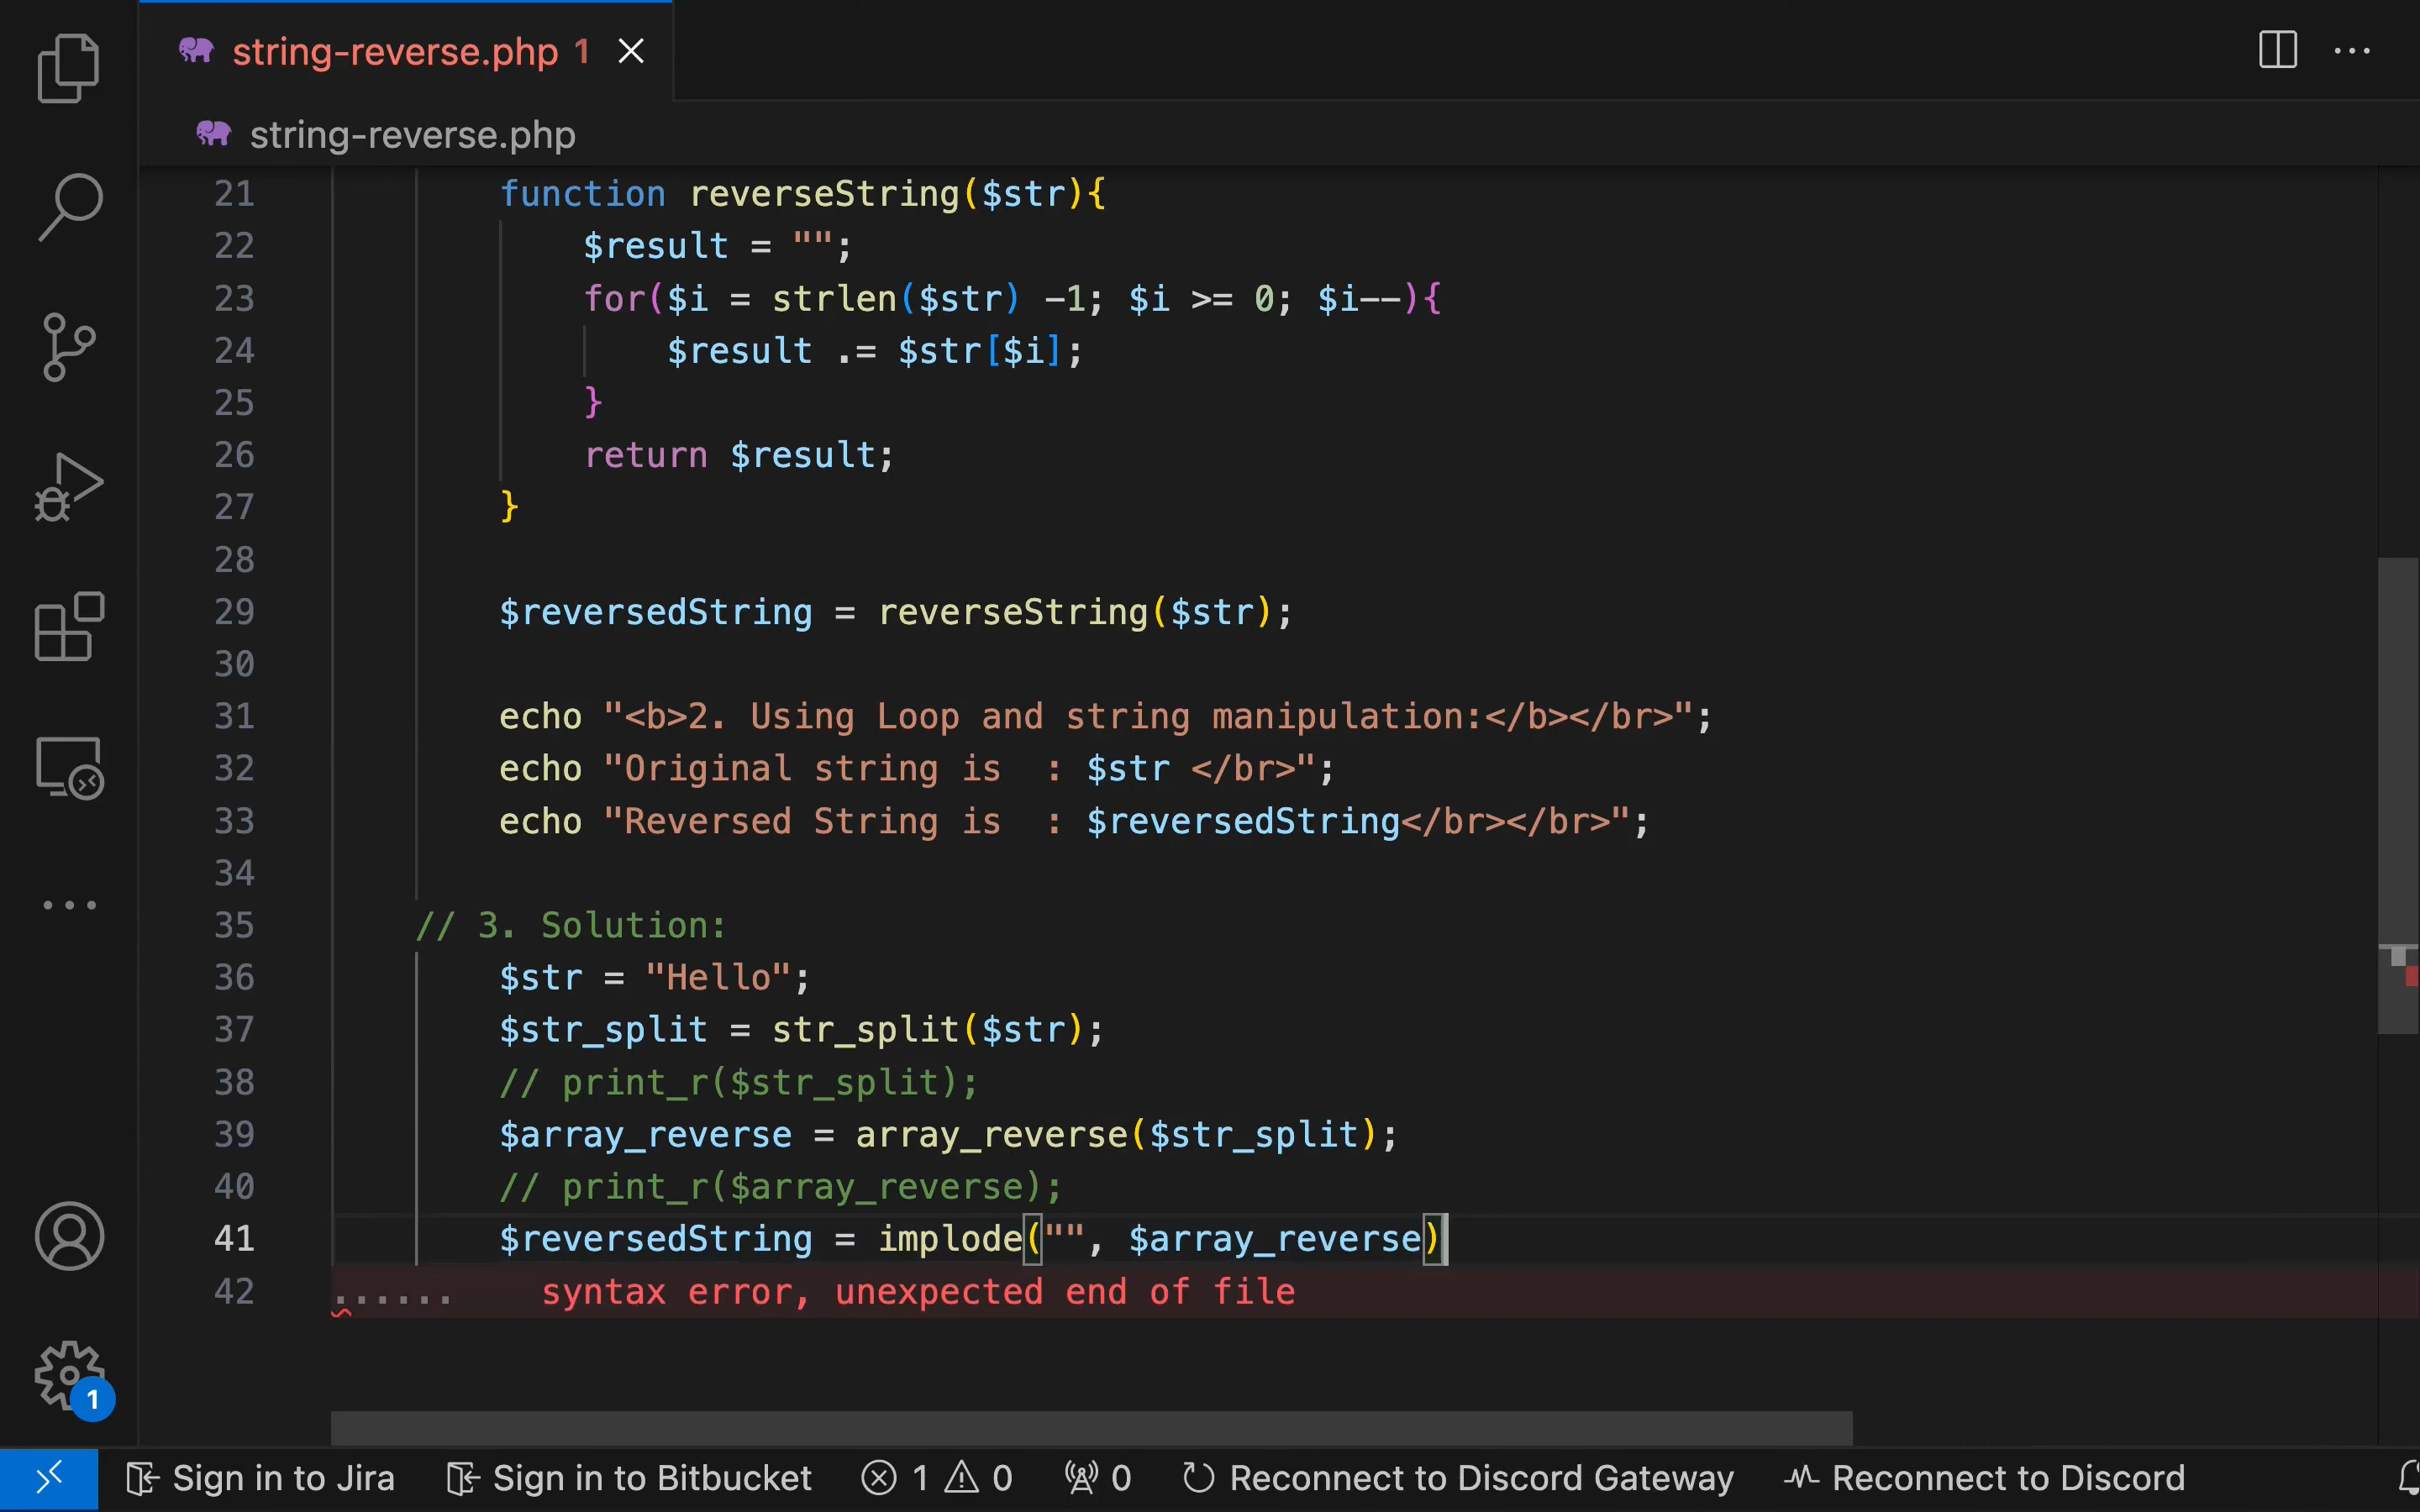 string-reverse.php 1
string-reverse.php
21 function reverseString($str){
22 $result = "";
23 for($i = strlen($str) -1; $i >= 0; $i--){
24 $result .= $str[$i];
25 }
26 return $result;
27 }
28
29 $reversedString = reverseString($str);
30
31 echo "<b>2. Using Loop and string manipulation:</b></br>";
32 echo "Original string is  : $str </br>";
33 echo "Reversed String is  : $reversedString</br></br>";
34
35 // 3. Solution:
36 $str = "Hello";
37 $str_split = str_split($str);
38 // print_r($str_split);
39 $array_reverse = array_reverse($str_split);
40 // print_r($array_reverse);
41 $reversedString = implode("", $array_reverse)
42 syntax error, unexpected end of file
1
Sign in to Jira Sign in to Bitbucket 1 0 0 Reconnect to Discord Gateway Reconnect to Discord